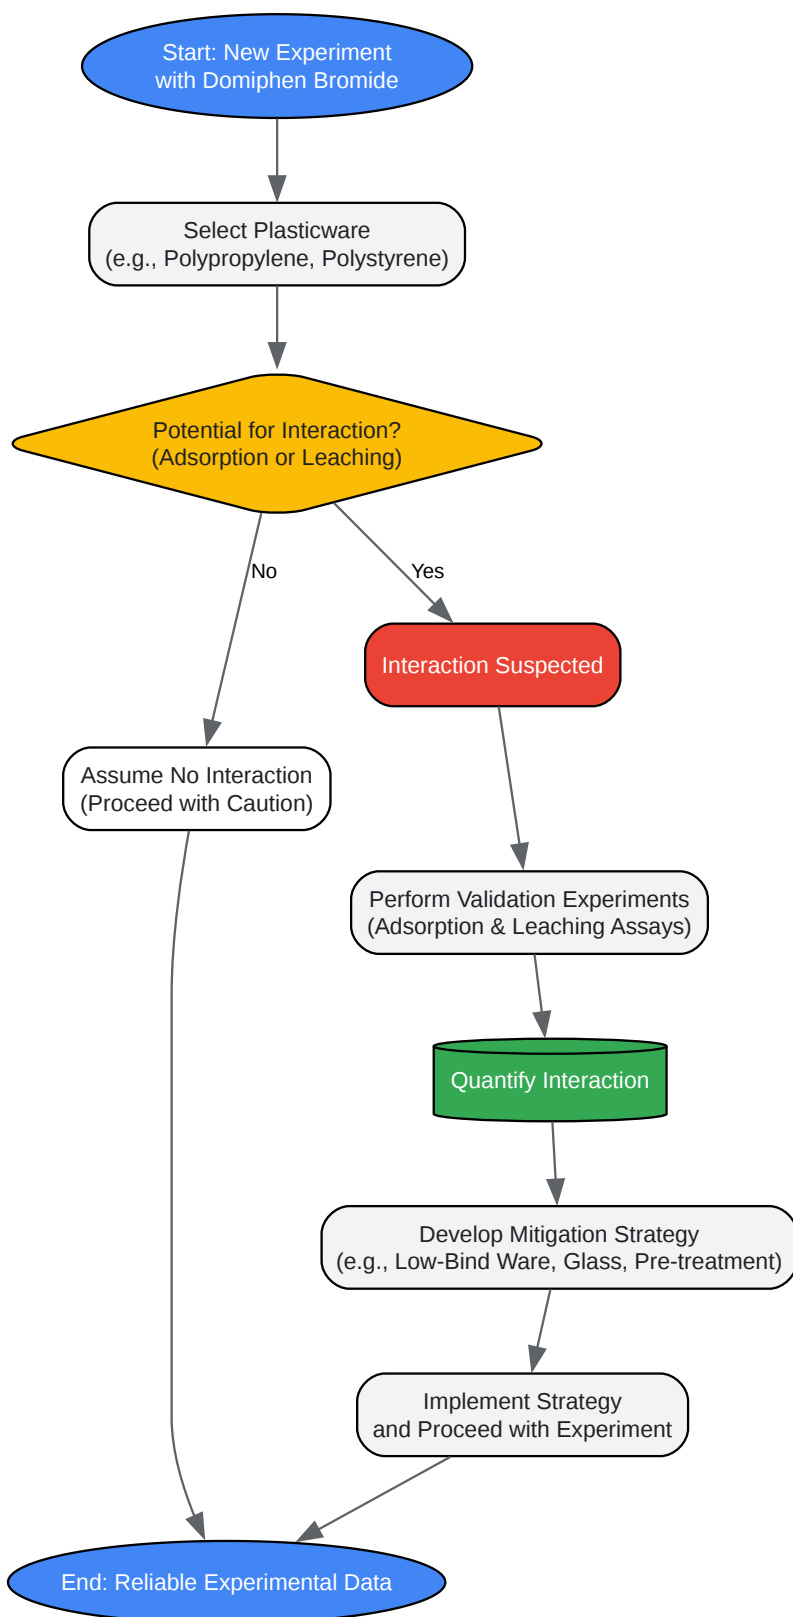 Start: New Experiment
with Domiphen Bromide
Select Plasticware
(e.g., Polypropylene, Polystyrene)
Potential for Interaction?
(Adsorption or Leaching)
No
Yes
Interaction Suspected
Assume No Interaction
(Proceed with Caution)
Perform Validation Experiments
(Adsorption & Leaching Assays)
Quantify Interaction
Develop Mitigation Strategy
(e.g., Low-Bind Ware, Glass, Pre-treatment)
Implement Strategy
and Proceed with Experiment
End: Reliable Experimental Data